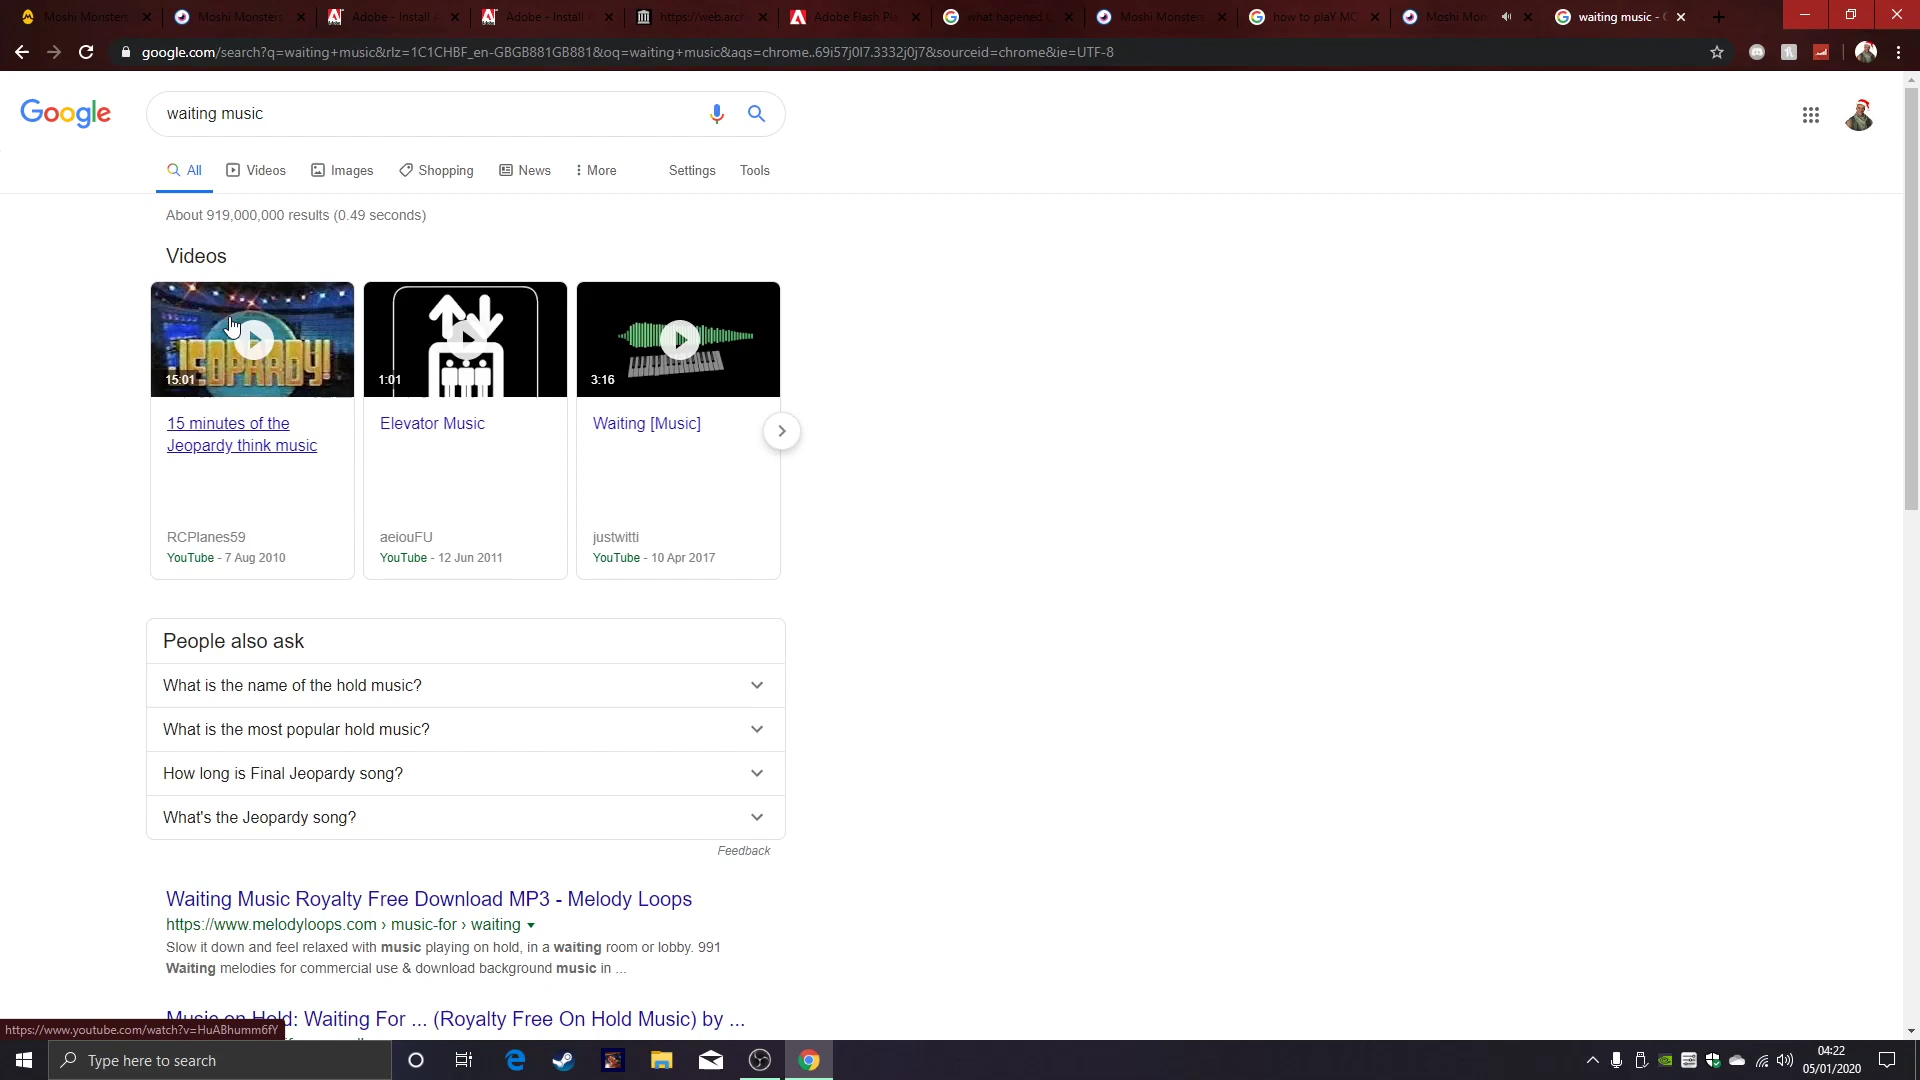 Moshi Monsters
Moshi Monsters
Adobe - Install A
Adobe - Install A
https://web.arch
Adobe Flash Pla
what hapened
Moshi Monsters
how to plaY MO
Moshi Mon
waiting music - G
google.com/search?q=waiting+music&rlz=1C1CHBF_en-GBGB881GB881&oq=waiting+music&aqs=chrome..69i57j0l7.3332j0j7&sourceid=chrome&ie=UTF-8
Google
waiting music
All
Videos
Images
Shopping
News
More
Settings
Tools
About 919,000,000 results (0.49 seconds)
Videos
JEOPARDY!
15:01
1:01
3:16
15 minutes of the
Jeopardy think music
Elevator Music
Waiting [Music]
RCPlanes59
YouTube - 7 Aug 2010
aeiouFU
YouTube - 12 Jun 2011
justwitti
YouTube - 10 Apr 2017
People also ask
What is the name of the hold music?
What is the most popular hold music?
How long is Final Jeopardy song?
What's the Jeopardy song?
Feedback
Waiting Music Royalty Free Download MP3 - Melody Loops
https://www.melodyloops.com › music-for › waiting
Slow it down and feel relaxed with music playing on hold, in a waiting room or lobby. 991
Waiting melodies for commercial use & download background music in ...
Music on Hold: Waiting For ... (Royalty Free On Hold Music) by ...
https://www.youtube.com/watch?v=HuABhumm6fY
Type here to search
04:22
05/01/2020